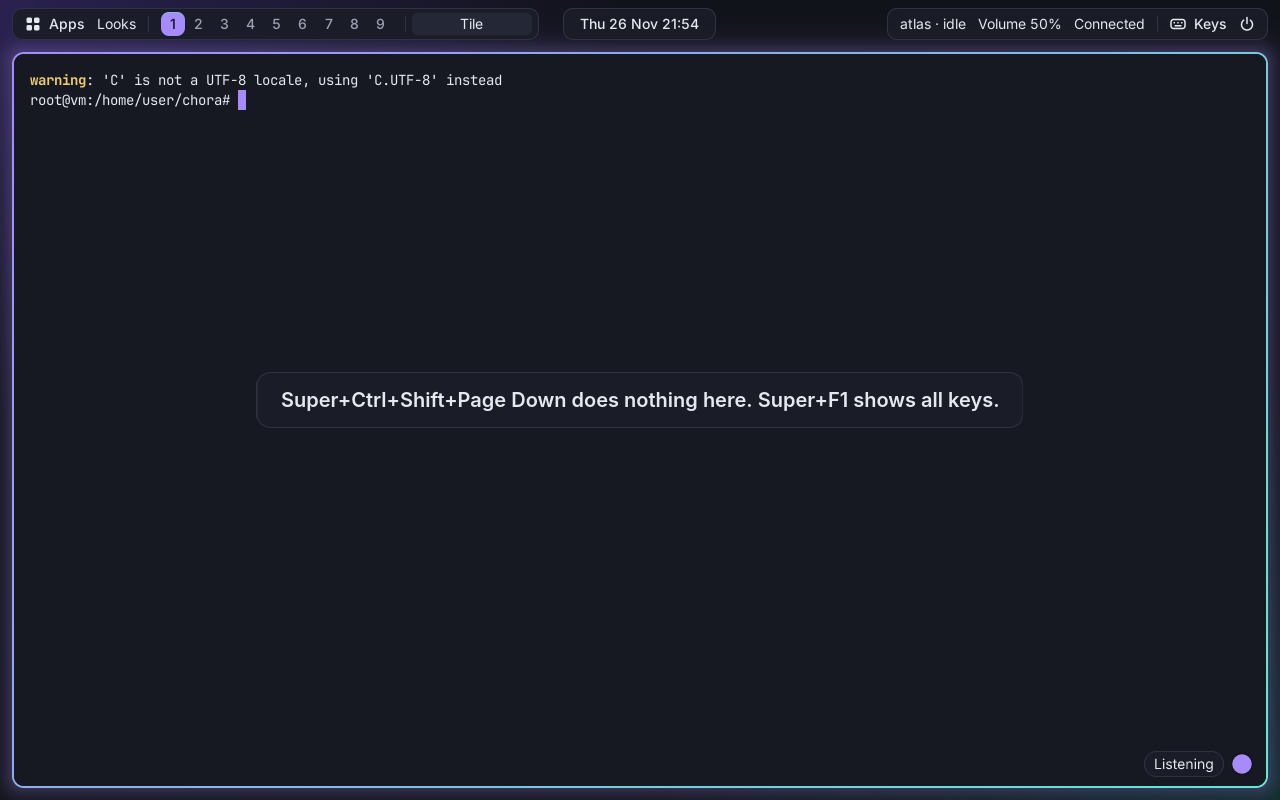 Apps Looks 1 2 3 4 5 6 7 8 9 Tile Thu 26 Nov 21:54 atlas · idle Volume 50% Connected Keys
warning: 'C' is not a UTF-8 locale, using 'C.UTF-8' instead
root@vm:/home/user/chora#
Super+Ctrl+Shift+Page Down does nothing here. Super+F1 shows all keys.
Listening